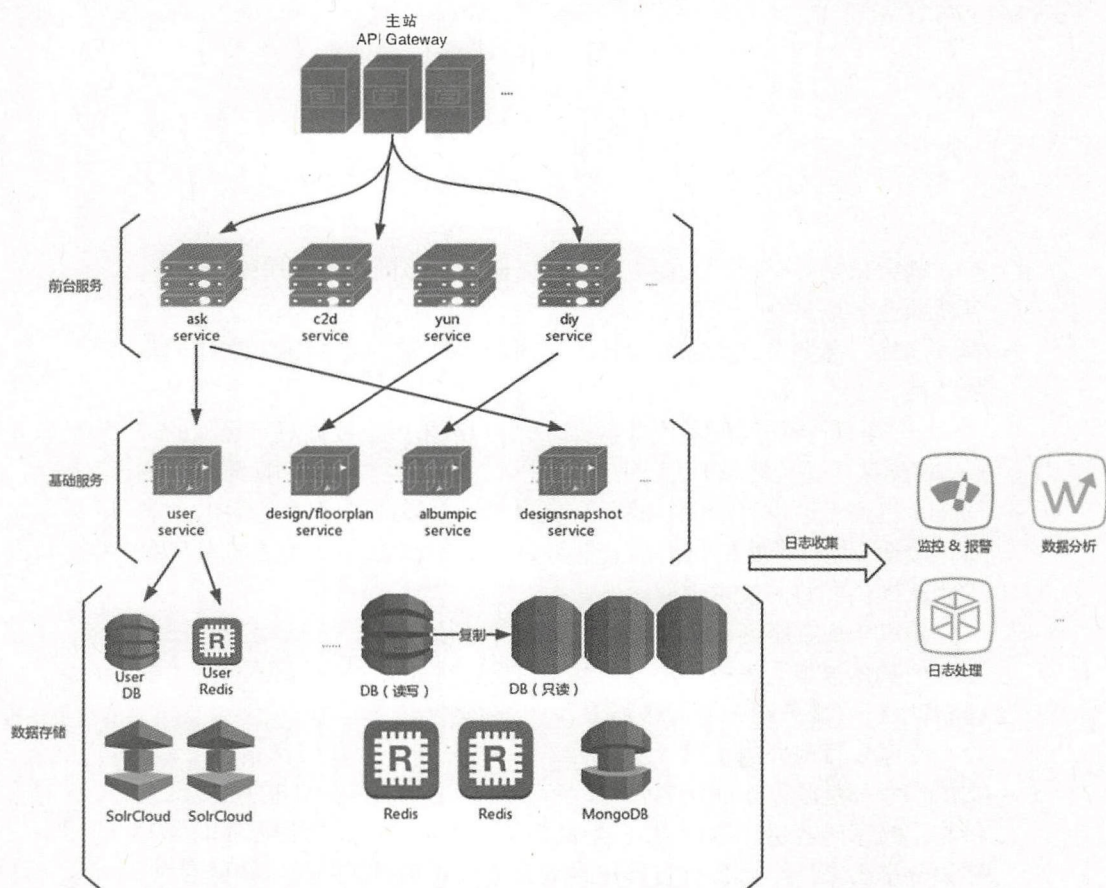 主站
API Gateway
....
前台服务
ask
service
c2d
service
yun
service
diy
service
....
基础服务
user
service
design/floorplan
service
albumpic
service
designsnapshot
service
....
日志收集
监控 & 报警
数据分析
日志处理
...
数据存储
User
DB
R
User
Redis
......
DB（读写）
复制
DB（只读）
SolrCloud
SolrCloud
R
Redis
R
Redis
MongoDB